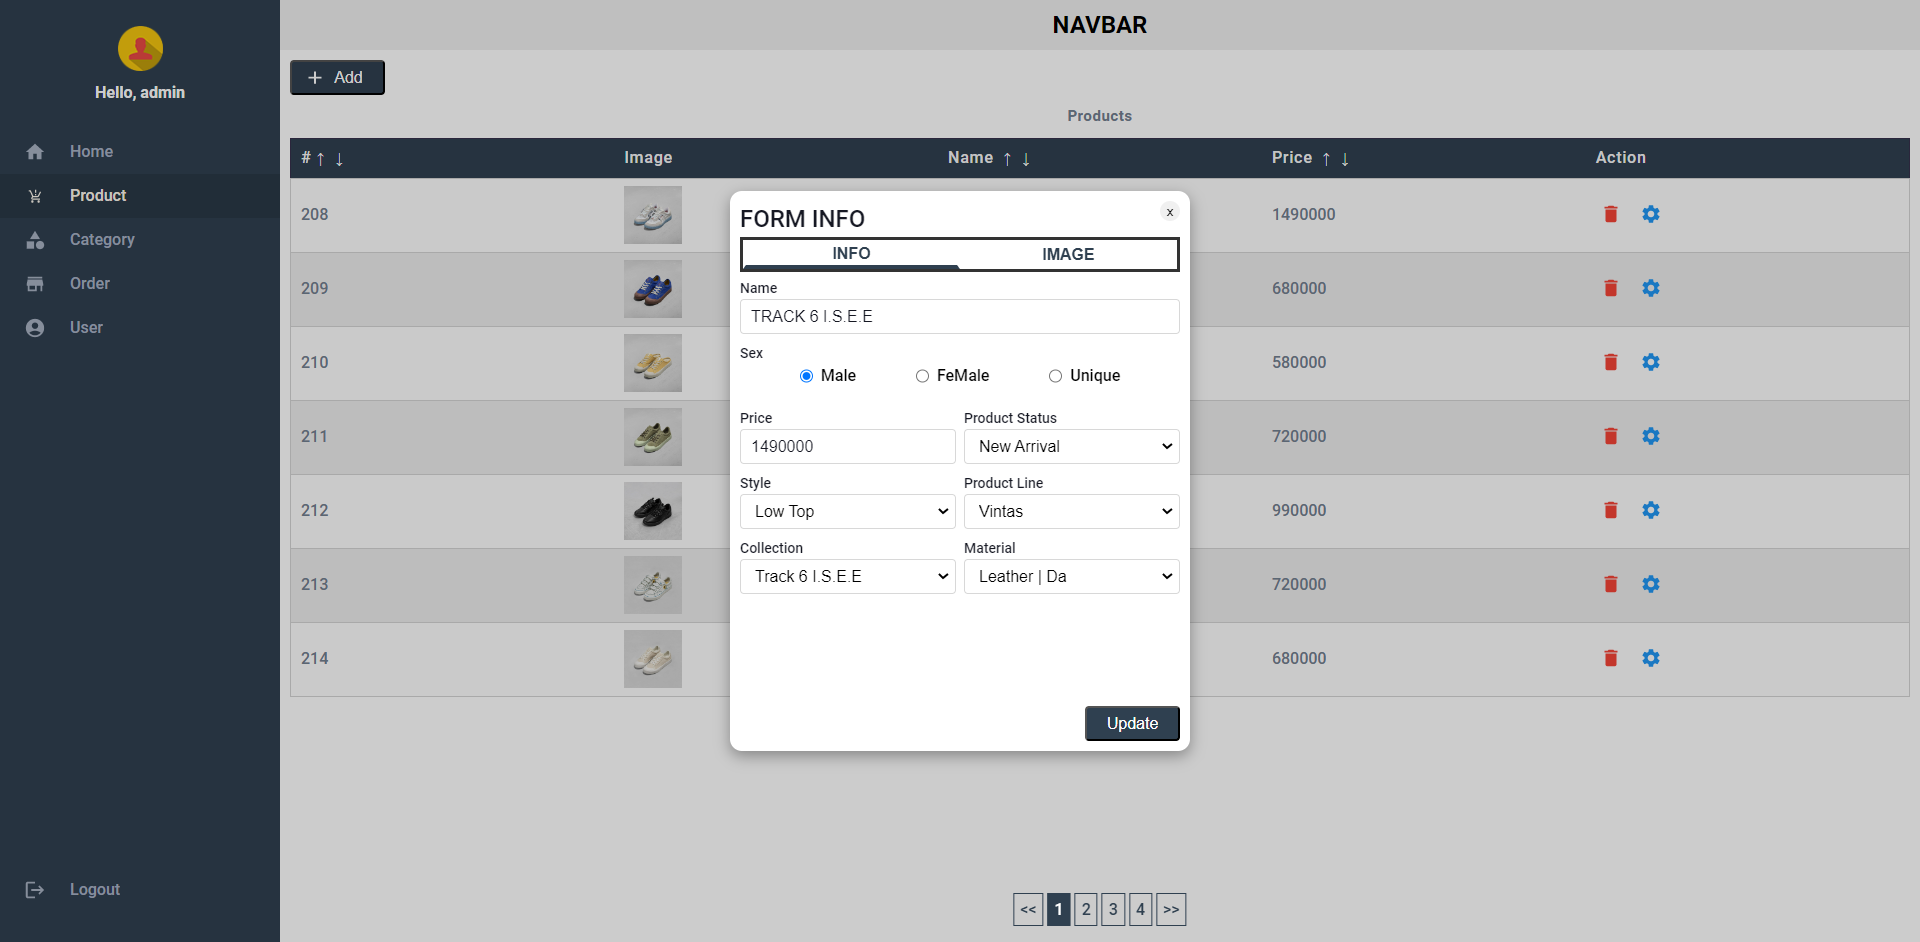 NAVBAR
Hello, admin
Home
Product
Category
Order
User
Logout
+ Add
Products
# ↑ ↓ Image Name ↑ ↓ Price ↑ ↓ Action
208 1490000
209 680000
210 580000
211 720000
212 990000
213 720000
214 680000
FORM INFO x
INFO IMAGE
Name
TRACK 6 I.S.E.E
Sex
Male FeMale Unique
Price Product Status
1490000 New Arrival
Style Product Line
Low Top Vintas
Collection Material
Track 6 I.S.E.E Leather | Da
Update
<< 1 2 3 4 >>